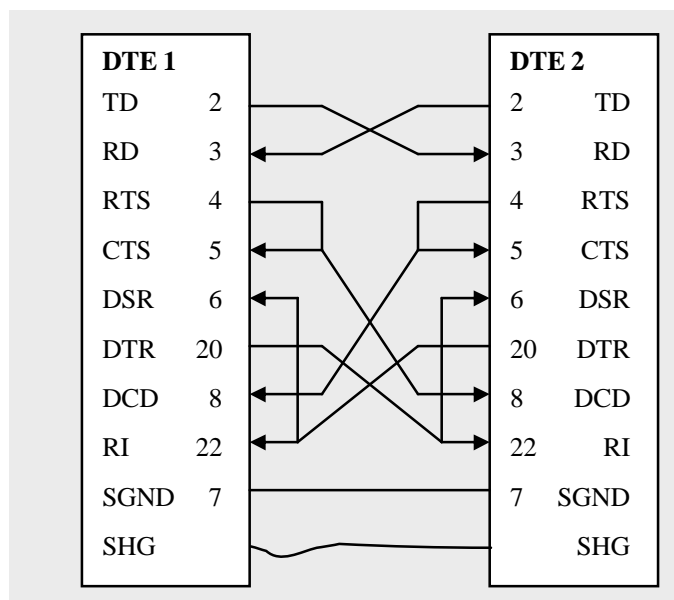 DTE 1 DTE 2
TD 2 2 TD
RD 3 3 RD
RTS 4 4 RTS
CTS 5 5 CTS
DSR 6 6 DSR
DTR 20 20 DTR
DCD 8 8 DCD
RI 22 22 RI
SGND 7 7 SGND
SHG SHG